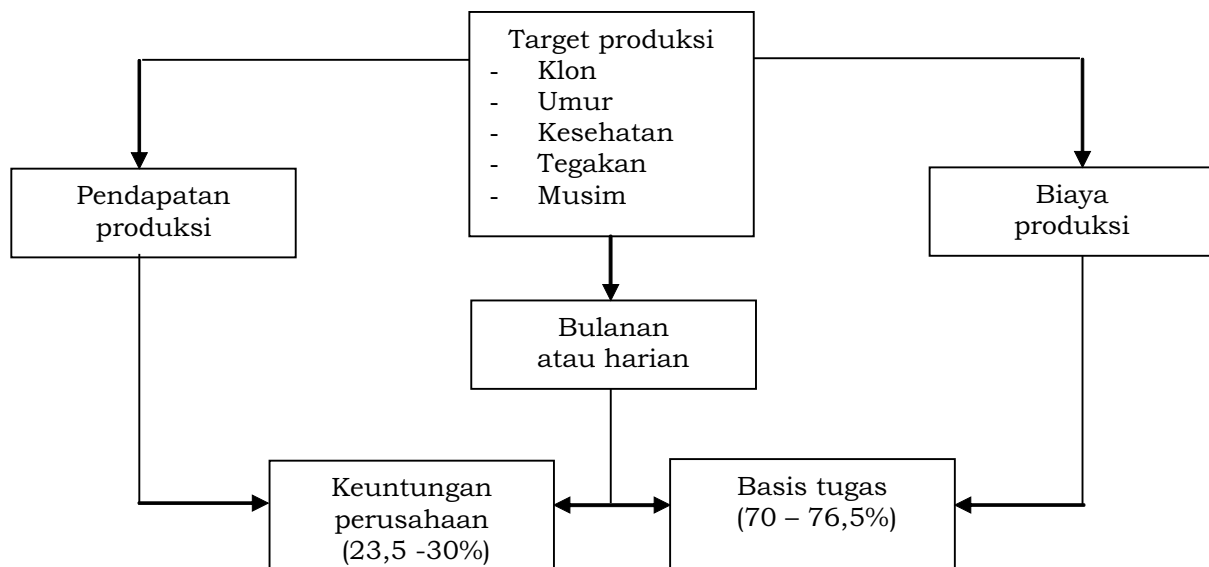 Target produksi
- Klon
- Umur
- Kesehatan
- Tegakan
- Musim
Pendapatan
produksi
Biaya
produksi
Bulanan
atau harian
Keuntungan
perusahaan
(23,5 -30%)
Basis tugas
(70 – 76,5%)